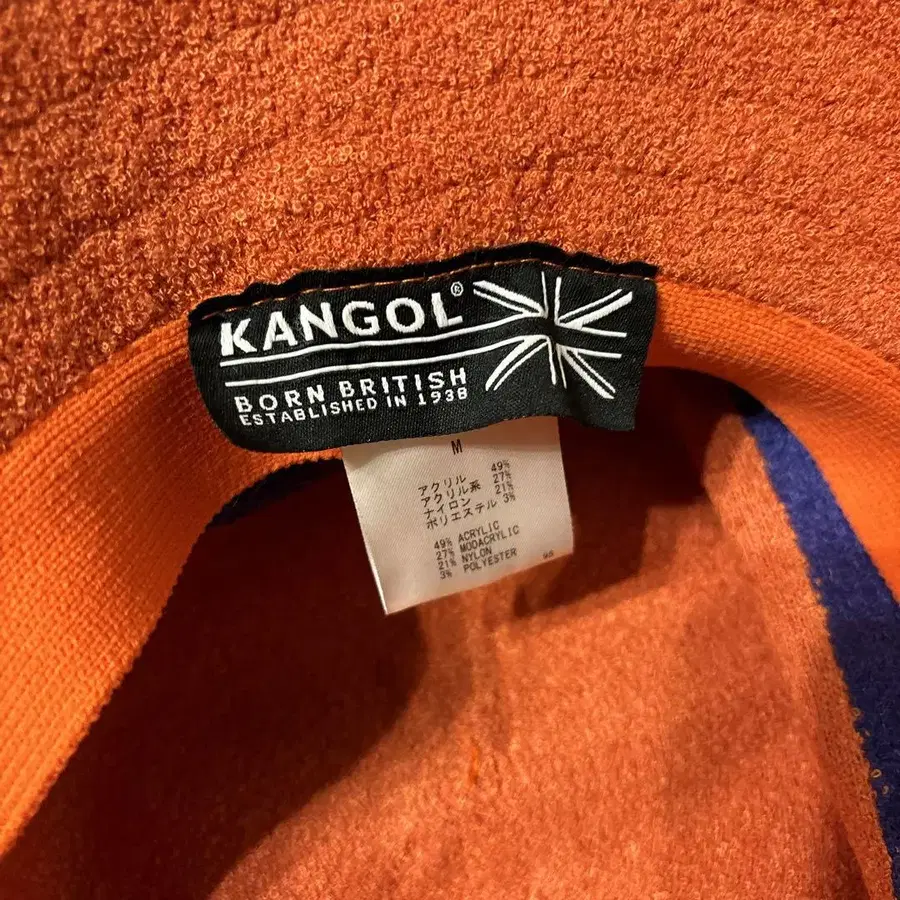 KANGOL®
BORN BRITISH
ESTABLISHED IN 1938
M
アクリル 49%
アクリル系 27%
ナイロン 21%
ポリエステル 3%
49% ACRYLIC
27% MODACRYLIC
21% NYLON
3% POLYESTER